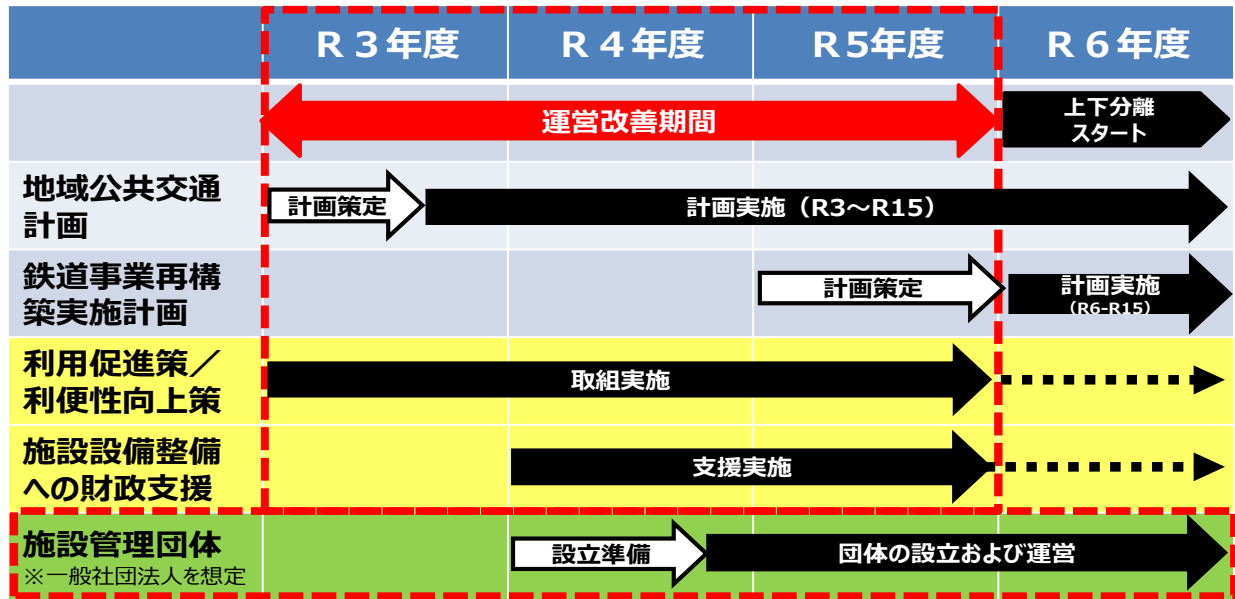 R３年度
R４年度
R5年度
R６年度
運営改善期間
上下分離
スタート
地域公共交通
計画
計画策定
計画実施（R3～R15）
鉄道事業再構
築実施計画
計画策定
計画実施
(R6-R15)
利用促進策／
利便性向上策
取組実施
施設設備整備
への財政支援
支援実施
施設管理団体
※一般社団法人を想定
設立準備
団体の設立および運営